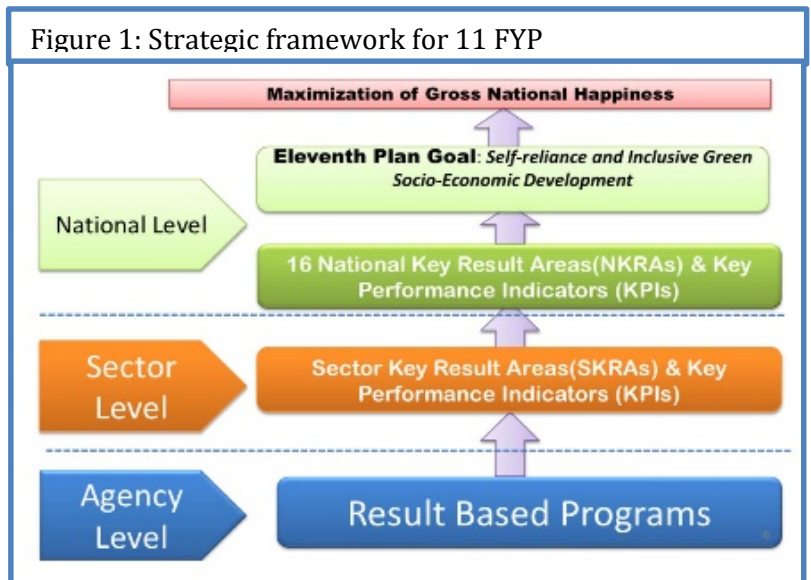 Figure 1: Strategic framework for 11 FYP
Maximization of Gross National Happiness
Eleventh Plan Goal: Self-reliance and Inclusive Green
Socio-Economic Development
National Level
16 National Key Result Areas(NKRAs) & Key
Performance Indicators (KPIs)
Sector
Level
Sector Key Result Areas(SKRAs) & Key
Performance Indicators (KPIs)
Agency
Level
Result Based Programs